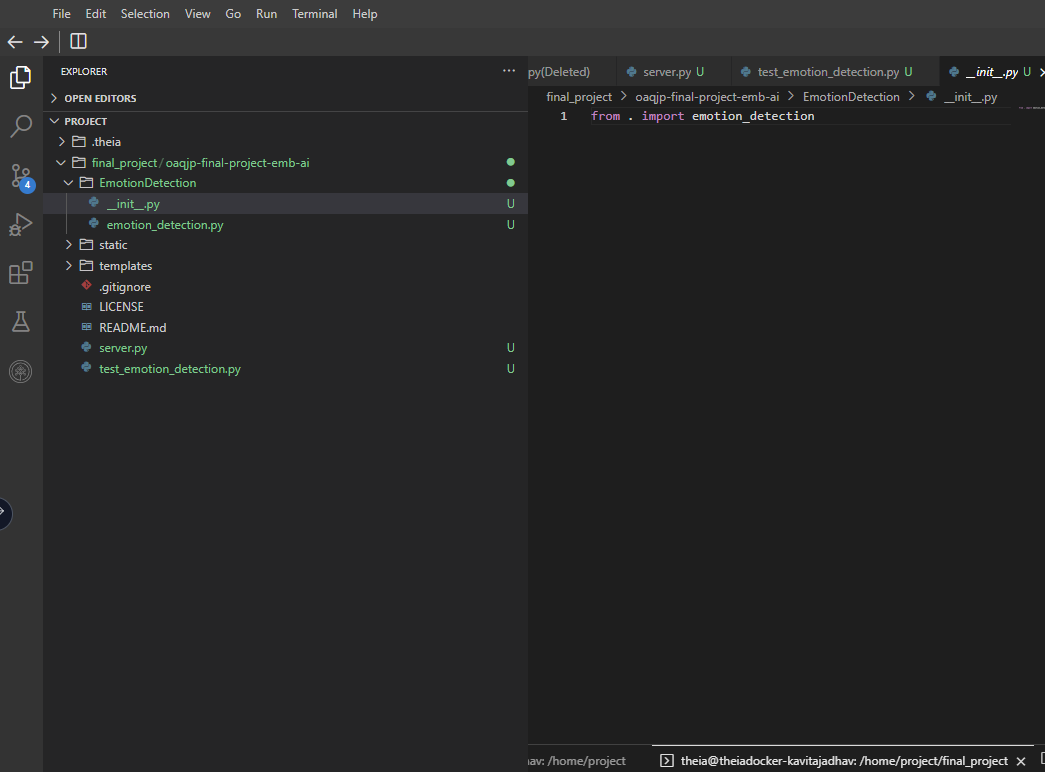 File Edit Selection View Go Run Terminal Help
EXPLORER
OPEN EDITORS
PROJECT
.theia
final_project / oaqjp-final-project-emb-ai
4
EmotionDetection
__init__.py U
emotion_detection.py U
static
templates
.gitignore
LICENSE
README.md
server.py U
test_emotion_detection.py U
py(Deleted) server.py U test_emotion_detection.py U __init__.py U
final_project > oaqjp-final-project-emb-ai > EmotionDetection > __init__.py
1 from . import emotion_detection
av: /home/project theia@theiadocker-kavitajadhav: /home/project/final_project